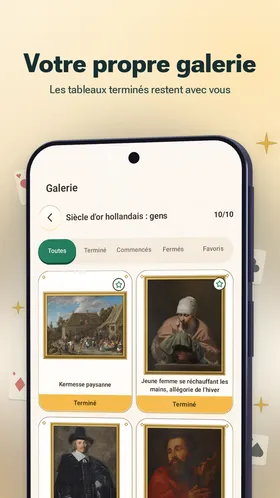 Votre propre galerie
Les tableaux terminés restent avec vous
Galerie
Siècle d'or hollandais : gens 10/10
Toutes Terminé Commencés Fermés Favoris
Kermesse paysanne
Terminé
Jeune femme se réchauffant les
mains, allégorie de l'hiver
Terminé